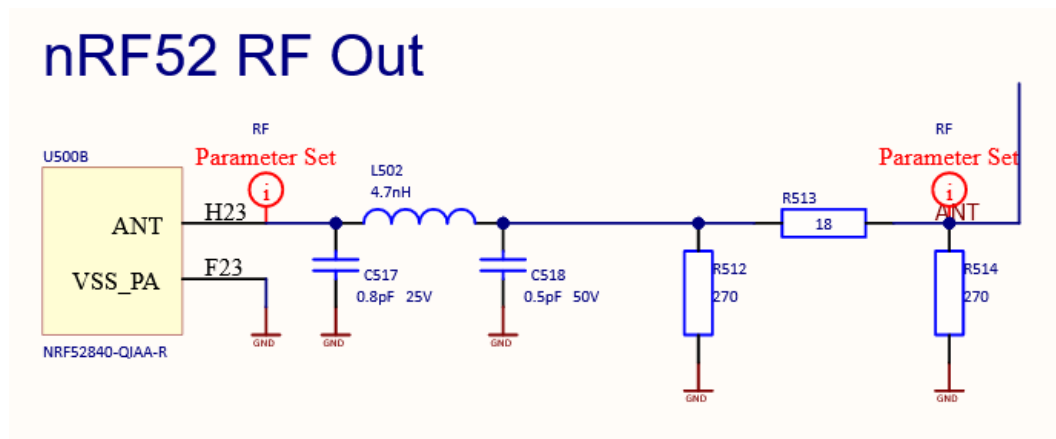 nRF52 RF Out
RF
Parameter Set
i
U500B
ANT
H23
VSS_PA
F23
GND
NRF52840-QIAA-R
L502
4.7nH
C517
0.8pF 25V
GND
C518
0.5pF 50V
GND
R513
18
R512
270
GND
RF
Parameter Set
i
ANT
R514
270
GND